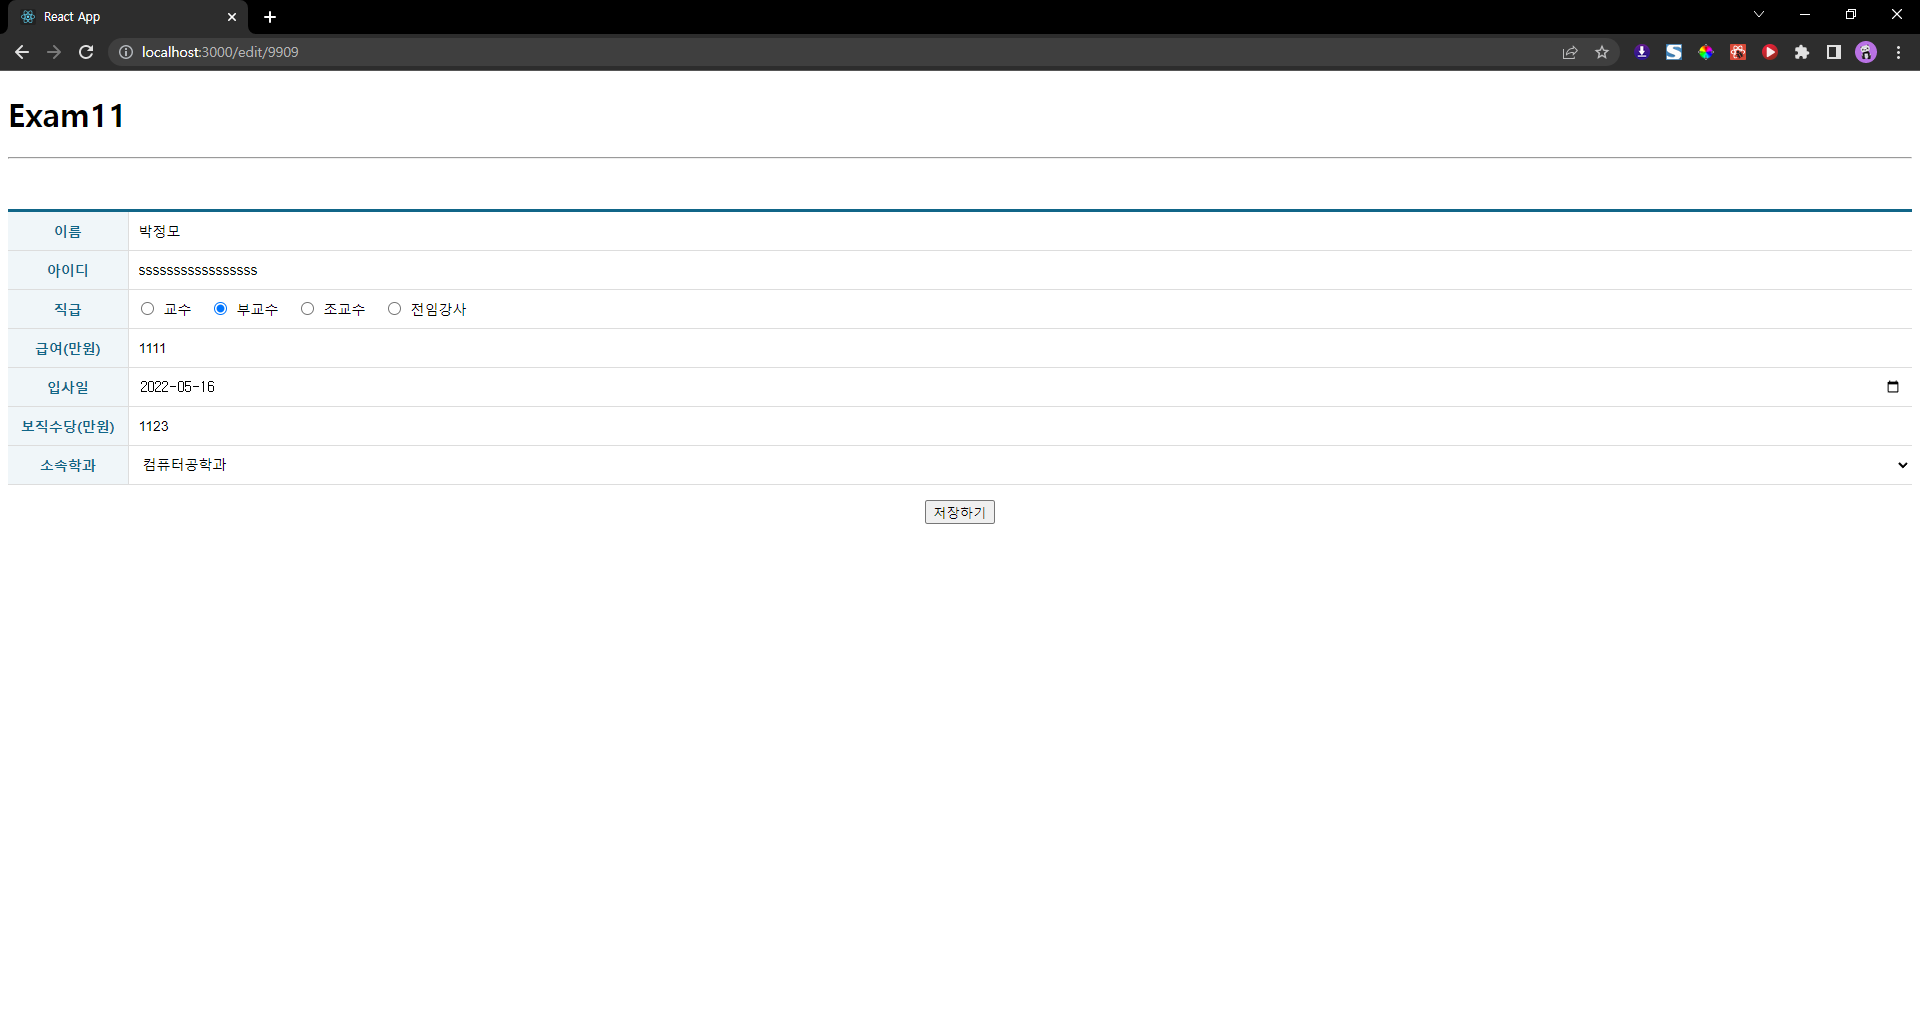 React App
localhost:3000/edit/9909
Exam11
이름 박정모
아이디 sssssssssssssssss
직급 교수 부교수 조교수 전임강사
급여(만원) 1111
입사일 2022-05-16
보직수당(만원) 1123
소속학과 컴퓨터공학과
저장하기